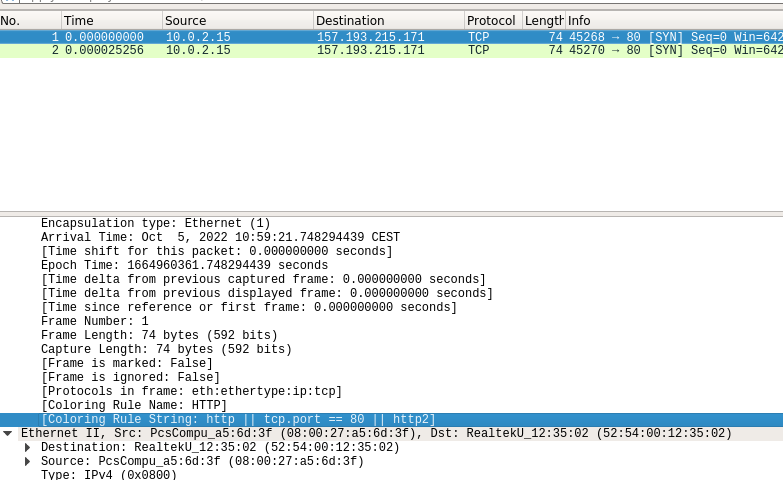 No. Time Source Destination Protocol Length Info
1 0.000000000 10.0.2.15 157.193.215.171 TCP 74 45268 → 80 [SYN] Seq=0 Win=642
2 0.000025256 10.0.2.15 157.193.215.171 TCP 74 45270 → 80 [SYN] Seq=0 Win=642
Encapsulation type: Ethernet (1)
Arrival Time: Oct  5, 2022 10:59:21.748294439 CEST
[Time shift for this packet: 0.000000000 seconds]
Epoch Time: 1664960361.748294439 seconds
[Time delta from previous captured frame: 0.000000000 seconds]
[Time delta from previous displayed frame: 0.000000000 seconds]
[Time since reference or first frame: 0.000000000 seconds]
Frame Number: 1
Frame Length: 74 bytes (592 bits)
Capture Length: 74 bytes (592 bits)
[Frame is marked: False]
[Frame is ignored: False]
[Protocols in frame: eth:ethertype:ip:tcp]
[Coloring Rule Name: HTTP]
[Coloring Rule String: http || tcp.port == 80 || http2]
Ethernet II, Src: PcsCompu_a5:6d:3f (08:00:27:a5:6d:3f), Dst: RealtekU_12:35:02 (52:54:00:12:35:02)
Destination: RealtekU_12:35:02 (52:54:00:12:35:02)
Source: PcsCompu_a5:6d:3f (08:00:27:a5:6d:3f)
Type: IPv4 (0x0800)